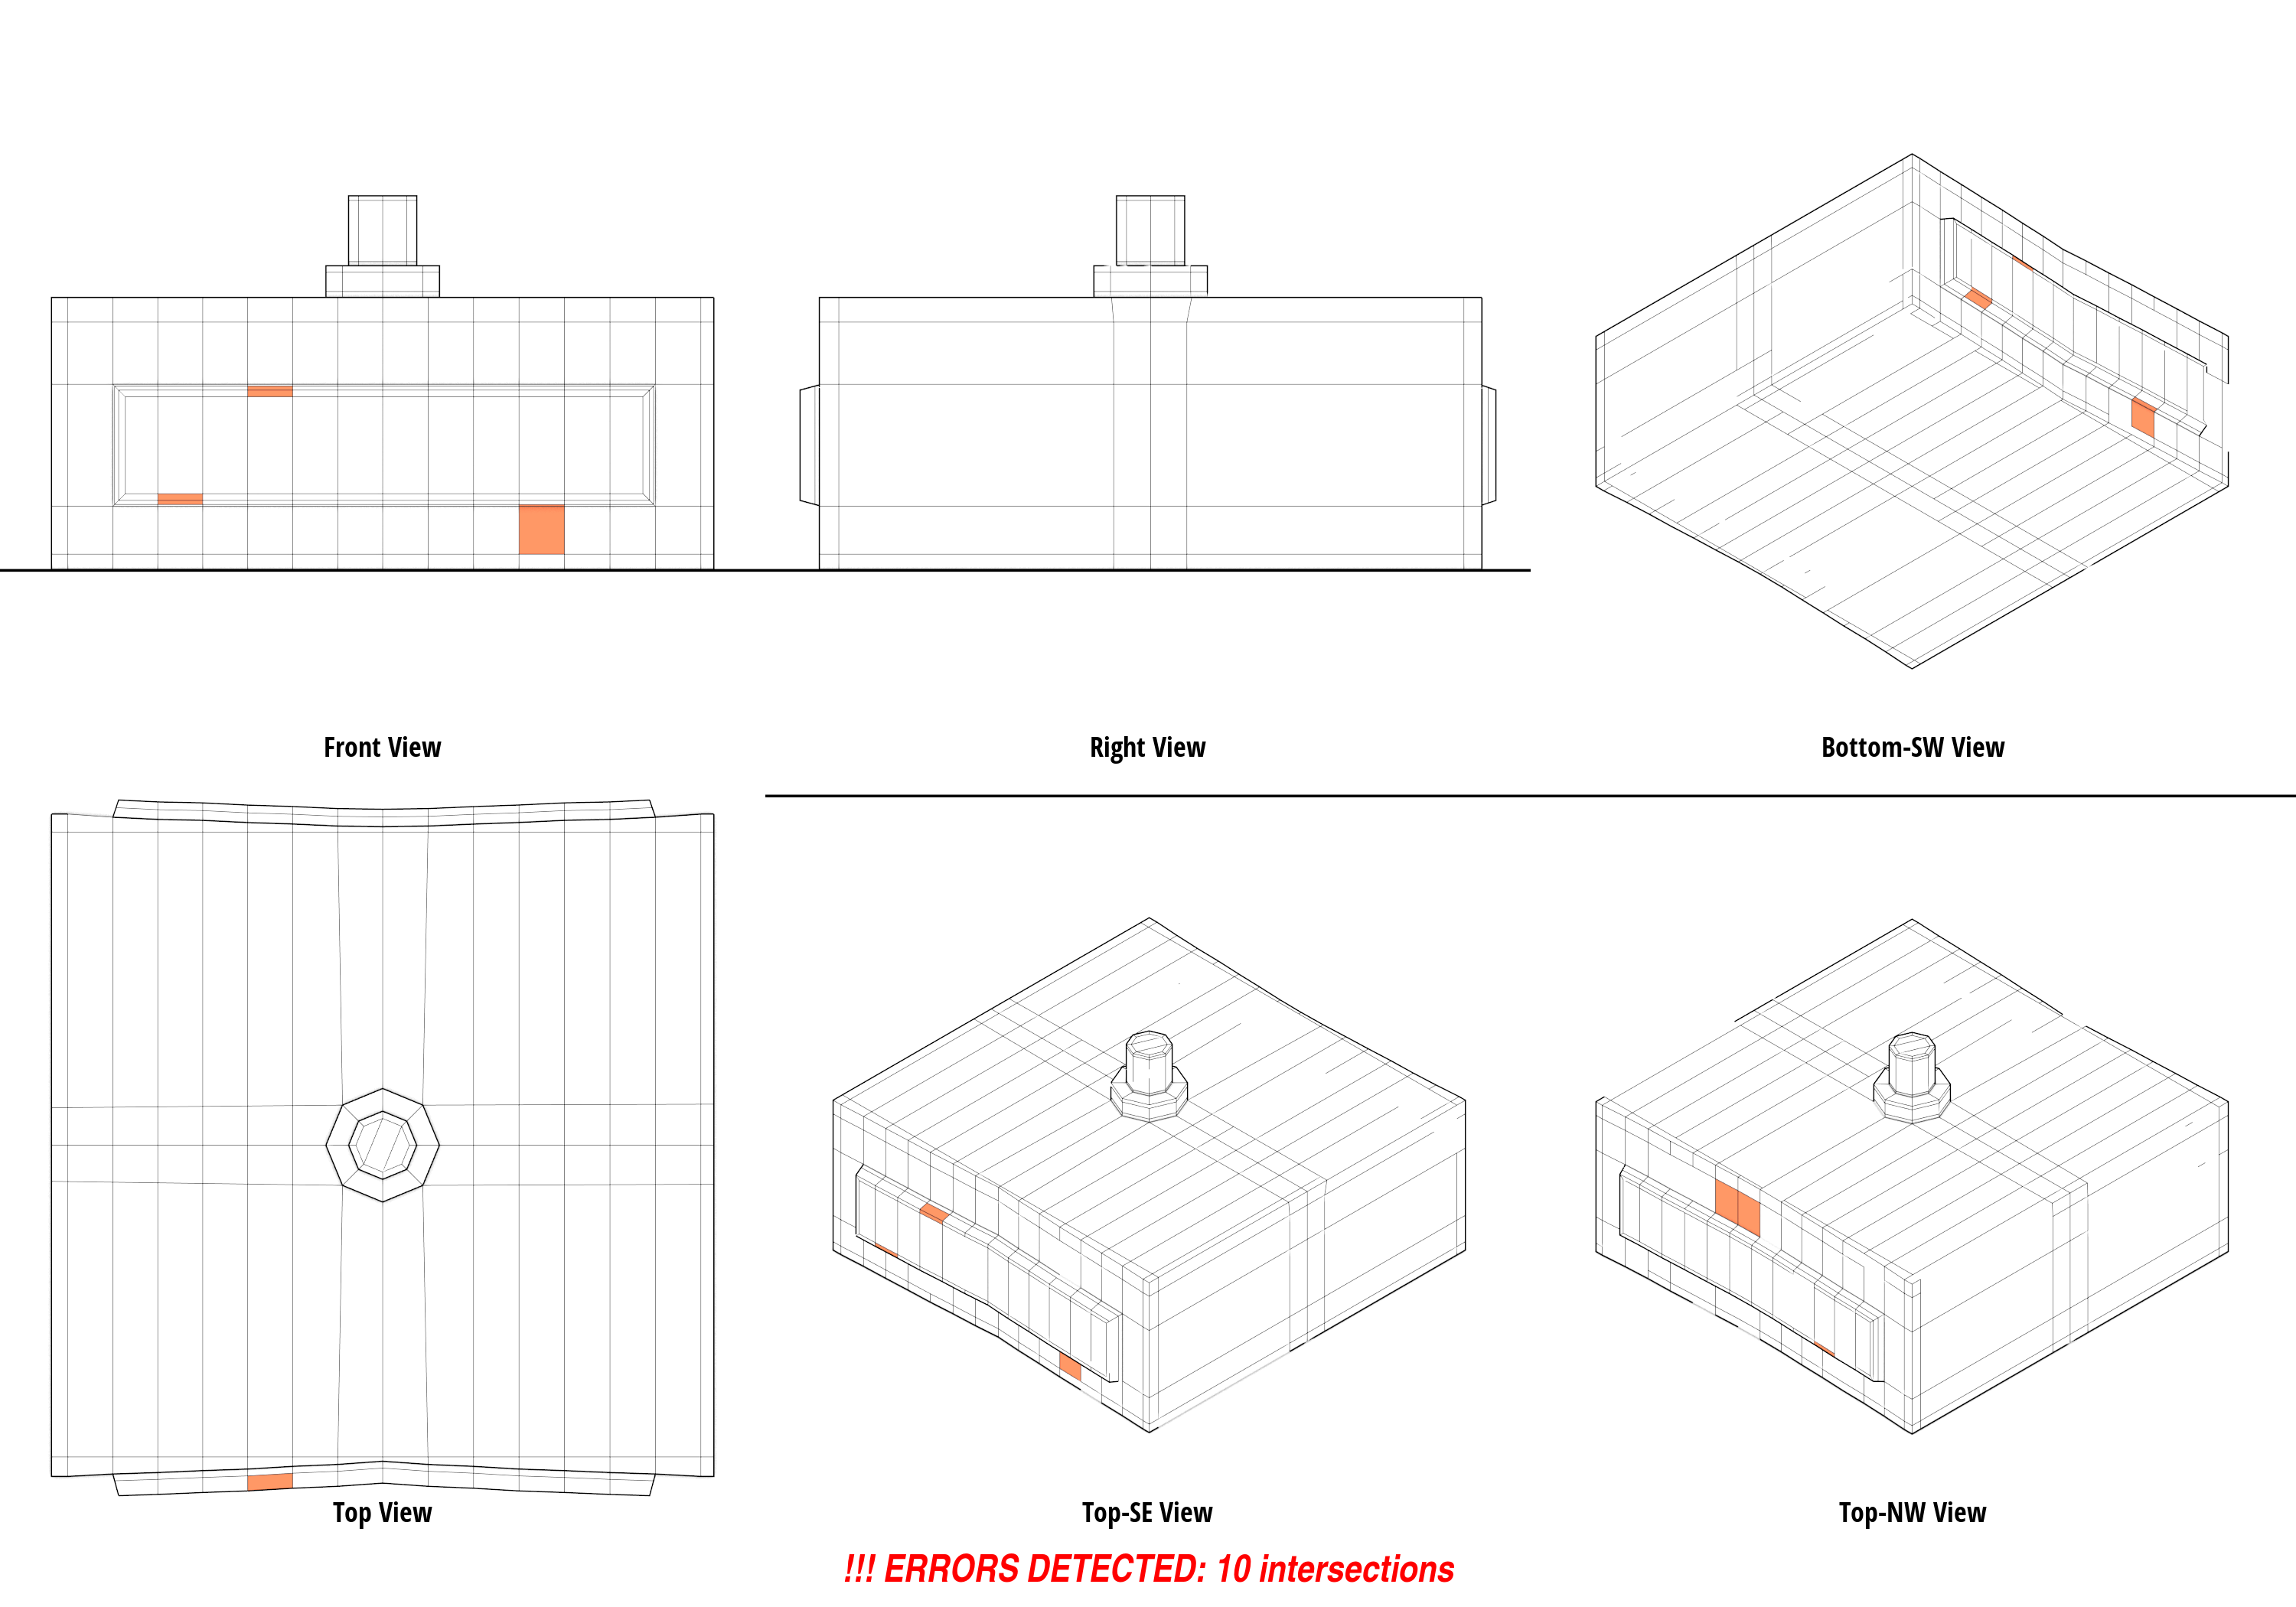 Front View
Right View
Bottom-SW View
Top View
Top-SE View
Top-NW View
!!! ERRORS DETECTED: 10 intersections